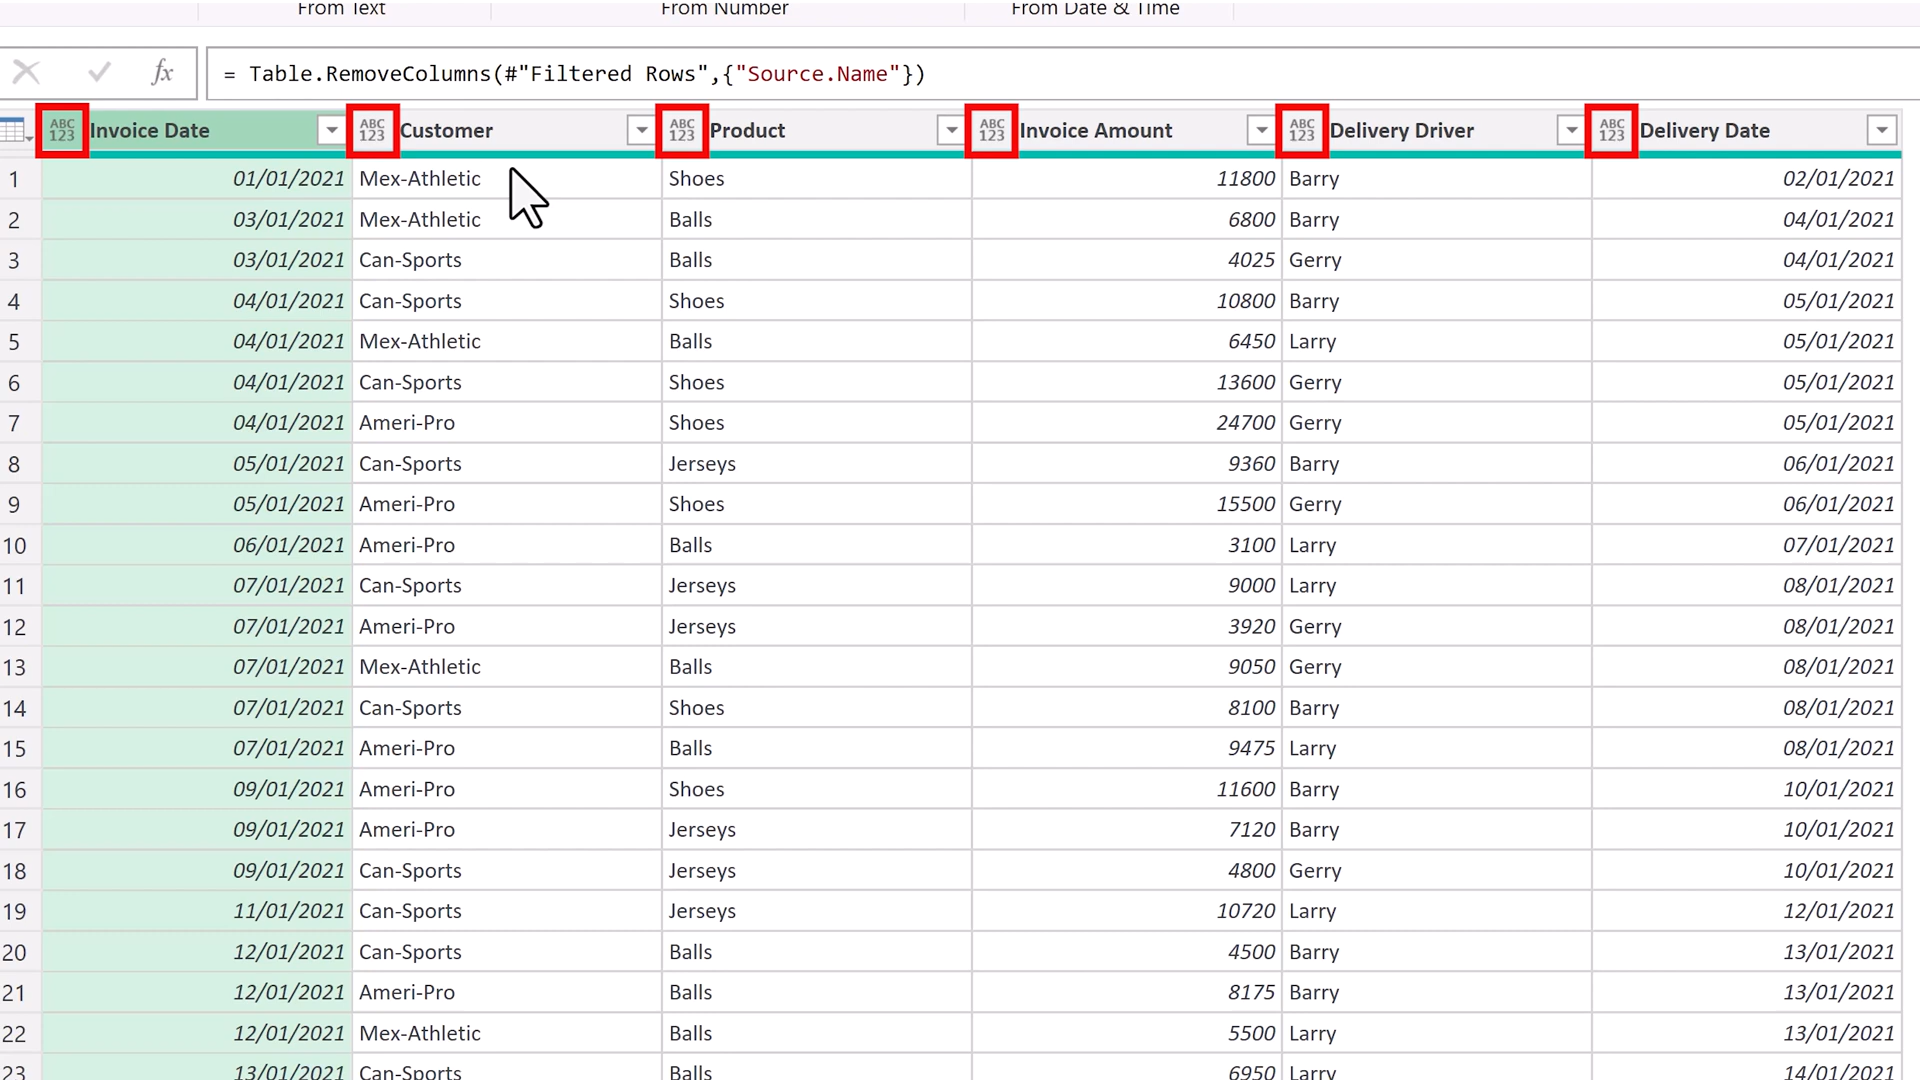 From Text From Number From Date & Time
fx = Table.RemoveColumns(#"Filtered Rows",{"Source.Name"})
ABC 123 Invoice Date ABC 123 Customer ABC 123 Product ABC 123 Invoice Amount ABC 123 Delivery Driver ABC 123 Delivery Date
1 01/01/2021 Mex-Athletic Shoes 11800 Barry 02/01/2021
2 03/01/2021 Mex-Athletic Balls 6800 Barry 04/01/2021
3 03/01/2021 Can-Sports Balls 4025 Gerry 04/01/2021
4 04/01/2021 Can-Sports Shoes 10800 Barry 05/01/2021
5 04/01/2021 Mex-Athletic Balls 6450 Larry 05/01/2021
6 04/01/2021 Can-Sports Shoes 13600 Gerry 05/01/2021
7 04/01/2021 Ameri-Pro Shoes 24700 Gerry 05/01/2021
8 05/01/2021 Can-Sports Jerseys 9360 Barry 06/01/2021
9 05/01/2021 Ameri-Pro Shoes 15500 Gerry 06/01/2021
10 06/01/2021 Ameri-Pro Balls 3100 Larry 07/01/2021
11 07/01/2021 Can-Sports Jerseys 9000 Larry 08/01/2021
12 07/01/2021 Ameri-Pro Jerseys 3920 Gerry 08/01/2021
13 07/01/2021 Mex-Athletic Balls 9050 Gerry 08/01/2021
14 07/01/2021 Can-Sports Shoes 8100 Barry 08/01/2021
15 07/01/2021 Ameri-Pro Balls 9475 Larry 08/01/2021
16 09/01/2021 Ameri-Pro Shoes 11600 Barry 10/01/2021
17 09/01/2021 Ameri-Pro Jerseys 7120 Barry 10/01/2021
18 09/01/2021 Can-Sports Jerseys 4800 Gerry 10/01/2021
19 11/01/2021 Can-Sports Jerseys 10720 Larry 12/01/2021
20 12/01/2021 Can-Sports Balls 4500 Barry 13/01/2021
21 12/01/2021 Ameri-Pro Balls 8175 Barry 13/01/2021
22 12/01/2021 Mex-Athletic Balls 5500 Larry 13/01/2021
23 13/01/2021 Can-Sports Balls 6950 Larry 14/01/2021